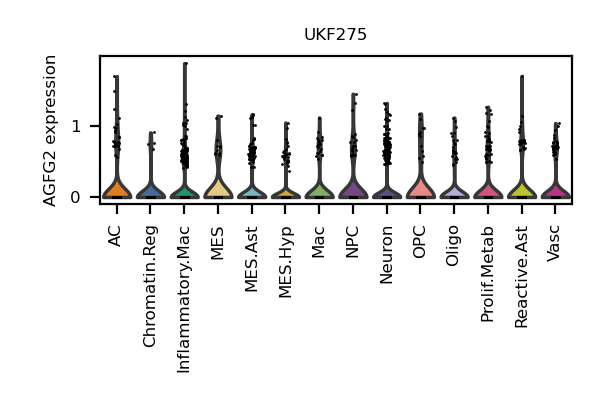 UKF275
AGFG2 expression
1
0
AC
Chromatin.Reg
Inflammatory.Mac
MES
MES.Ast
MES.Hyp
Mac
NPC
Neuron
OPC
Oligo
Prolif.Metab
Reactive.Ast
Vasc